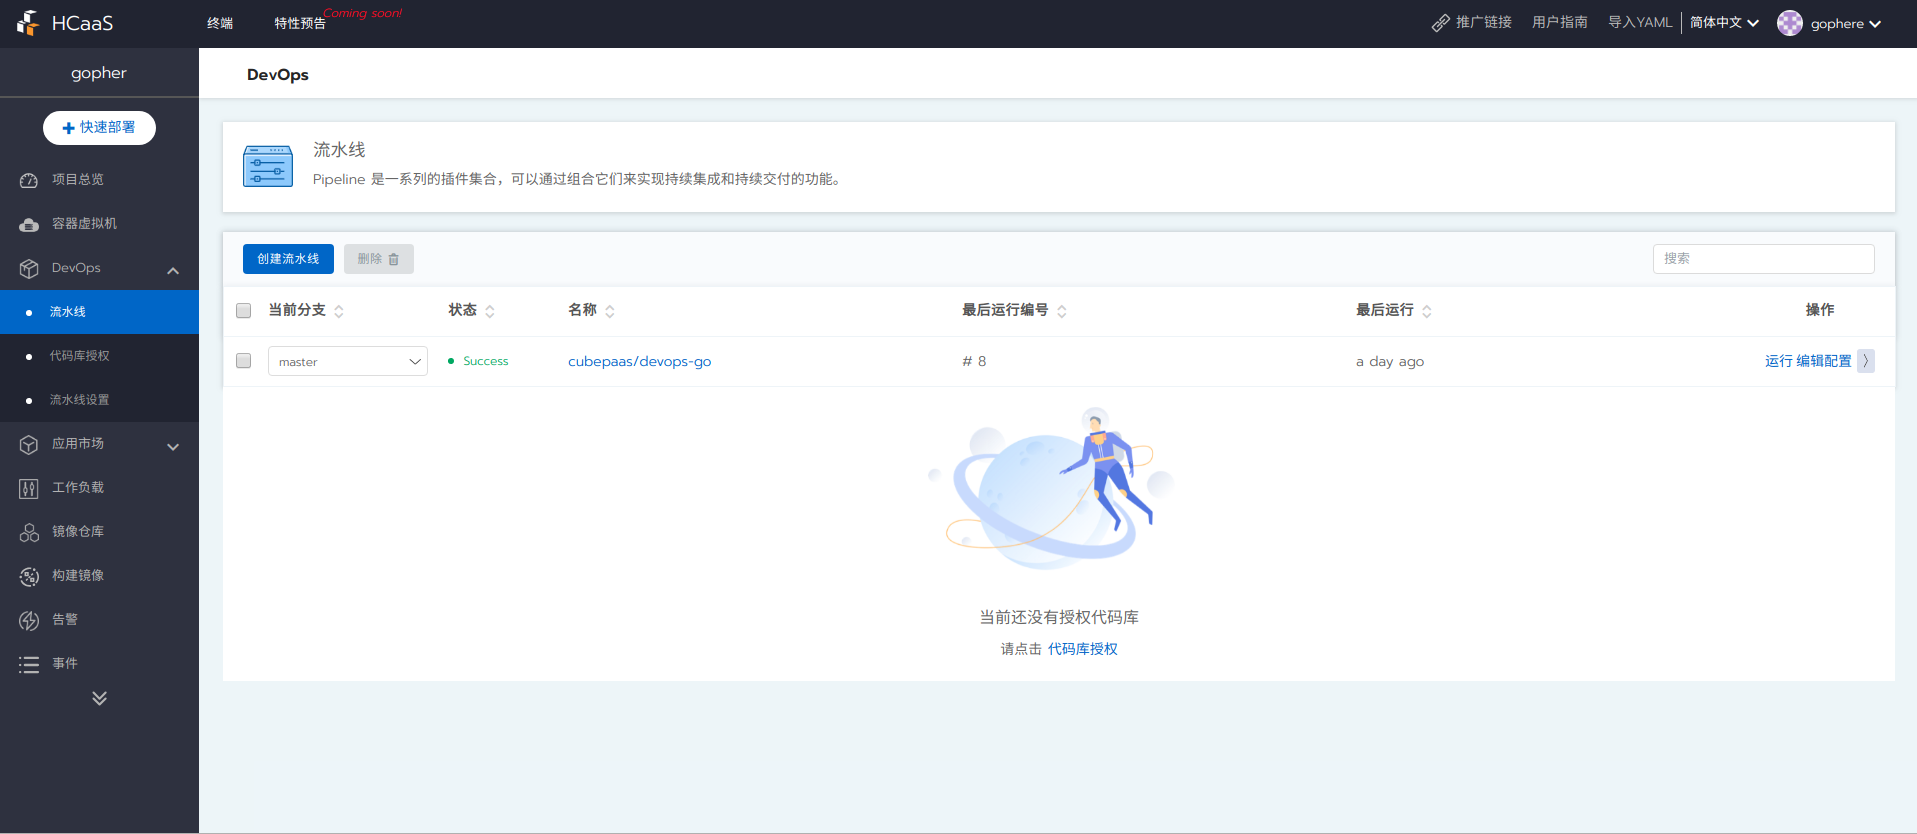 HCaaS
终端
特性预告
Coming soon!
推广链接
用户指南
导入YAML
简体中文
gophere
gopher
快速部署
项目总览
容器虚拟机
DevOps
流水线
代码库授权
流水线设置
应用市场
工作负载
镜像仓库
构建镜像
告警
事件
DevOps
流水线
Pipeline 是一系列的插件集合，可以通过组合它们来实现持续集成和持续交付的功能。
创建流水线
删除
搜索
当前分支 状态 名称 最后运行编号 最后运行 操作
master Success cubepaas/devops-go # 8 a day ago 运行 编辑配置
当前还没有授权代码库
请点击 代码库授权